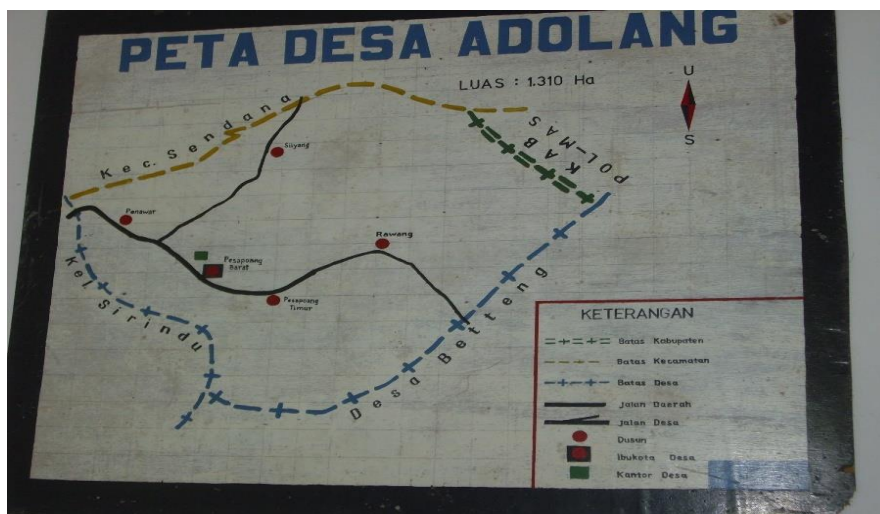 PETA DESA ADOLANG
LUAS : 1.310 Ha
U
S
Kec. Sendana
KAB
POL-MAS
Sisyang
Panawar
Pesapoang
Barat
Pesapoang
Timur
Rawang
Kel Sirindu
Desa Betteng
KETERANGAN
Batas Kabupaten
Batas Kecamatan
Batas Desa
Jalan Daerah
Jalan Desa
Dusun
Ibukota Desa
Kantor Desa